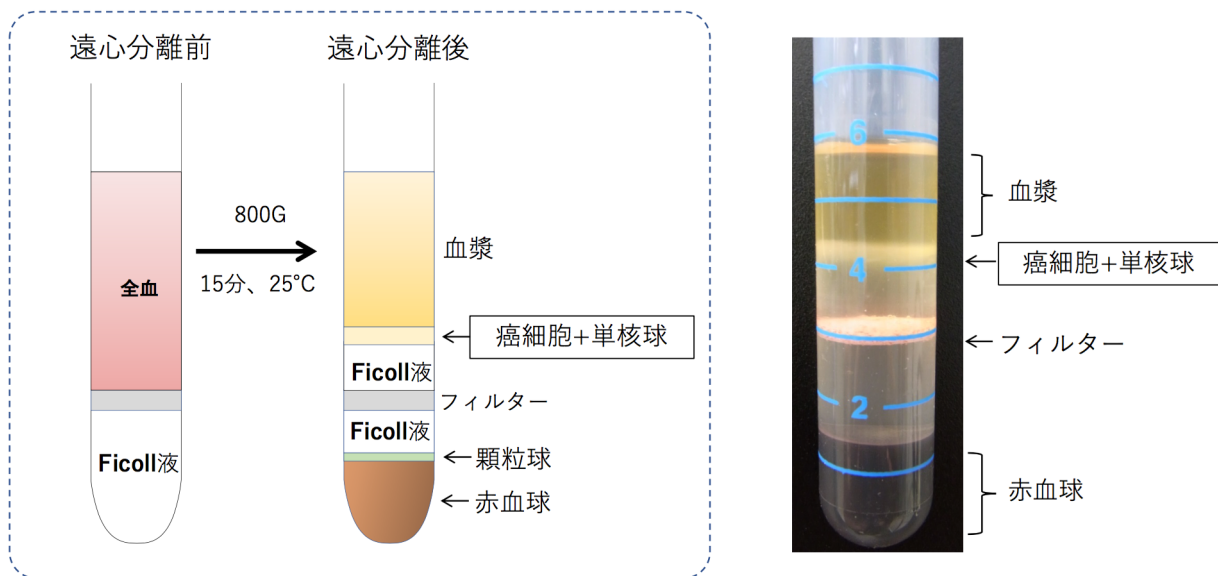 遠心分離前
遠心分離後
全血
Ficoll液
800G
15分、25°C
血漿
癌細胞+単核球
Ficoll液
フィルター
Ficoll液
顆粒球
赤血球
6
4
2
血漿
癌細胞+単核球
フィルター
赤血球